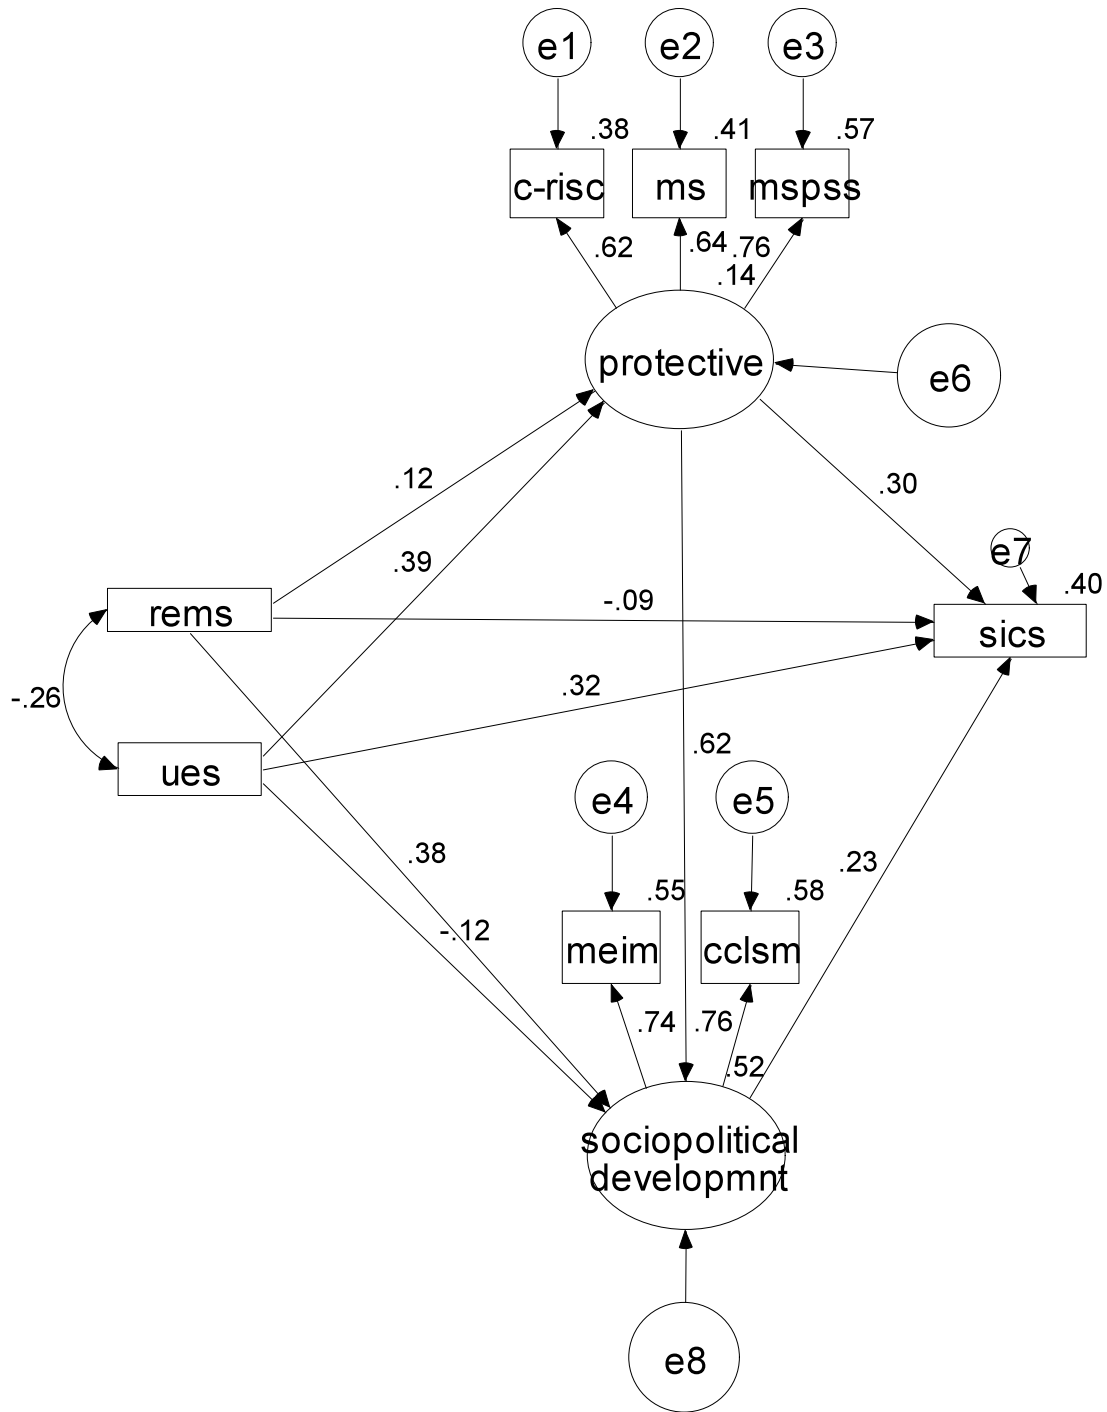 e1
e2
e3
.38
.41
.57
c-risc
ms
mspss
.62
.64
.76
.14
protective
e6
.12
.30
.39
e7
.40
rems
-.09
sics
-.26
.32
ues
.62
e4
e5
.38
.23
.55
.58
-.12
meim
cclsm
.74
.76
.52
sociopolitical
developmnt
e8